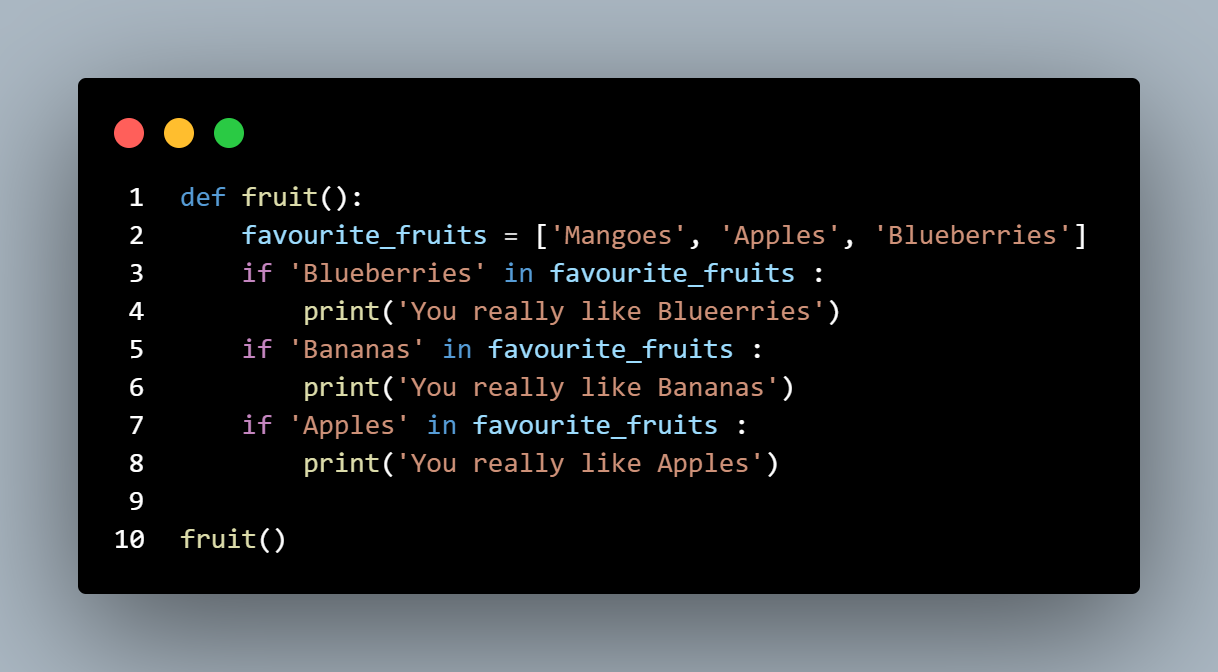 1 def fruit():
2     favourite_fruits = ['Mangoes', 'Apples', 'Blueberries']
3     if 'Blueberries' in favourite_fruits :
4         print('You really like Blueerries')
5     if 'Bananas' in favourite_fruits :
6         print('You really like Bananas')
7     if 'Apples' in favourite_fruits :
8         print('You really like Apples')
9
10 fruit()